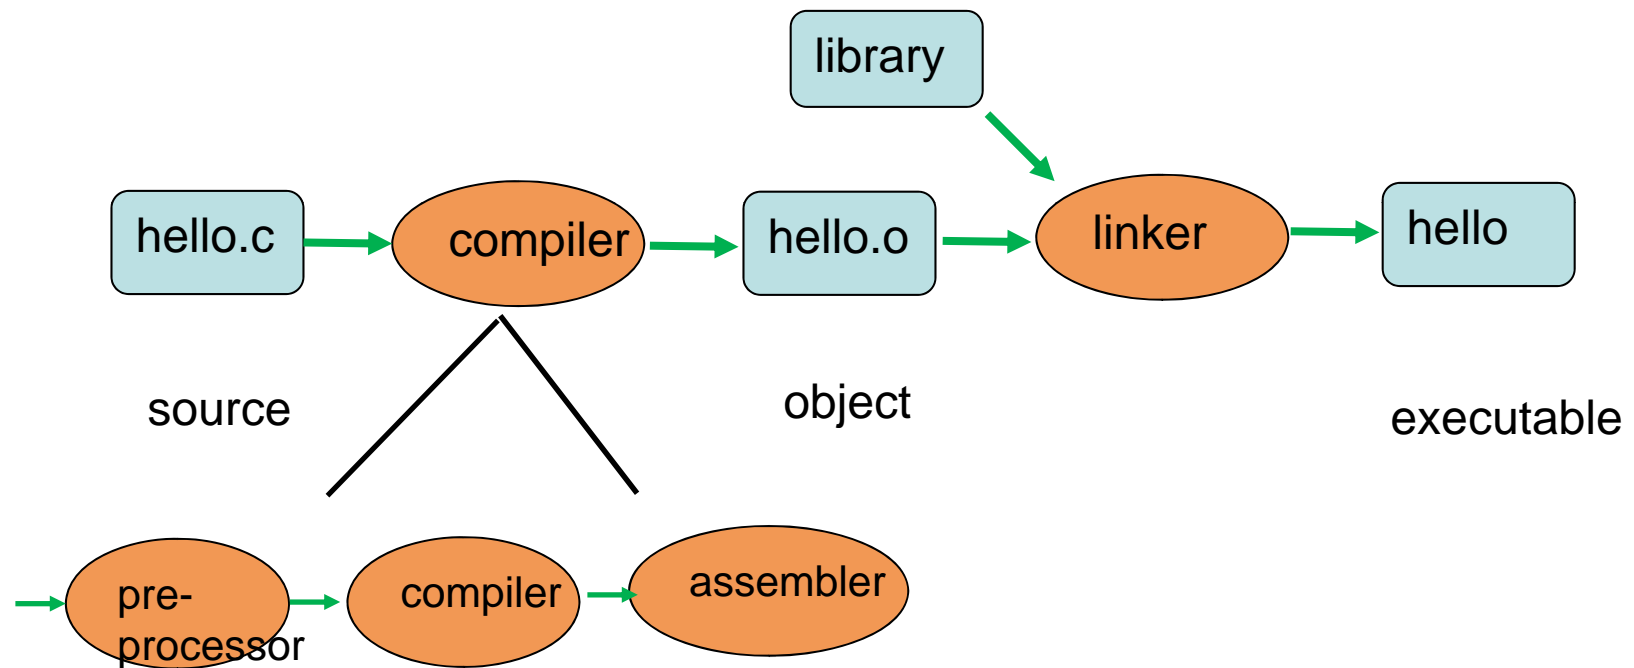 library
hello.c
compiler
hello.o
linker
hello
source
object
executable
pre-
processor
compiler
assembler